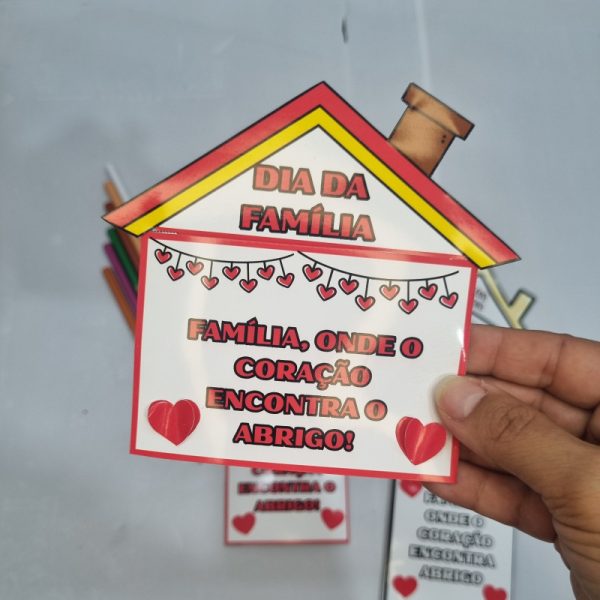 DIA DA
FAMÍLIA
FAMÍLIA, ONDE O
CORAÇÃO
ENCONTRA O
ABRIGO!
ENCONTRA O
ABRIGO!
ONDE O
CORAÇÃO
ENCONTRA
ABRIGO